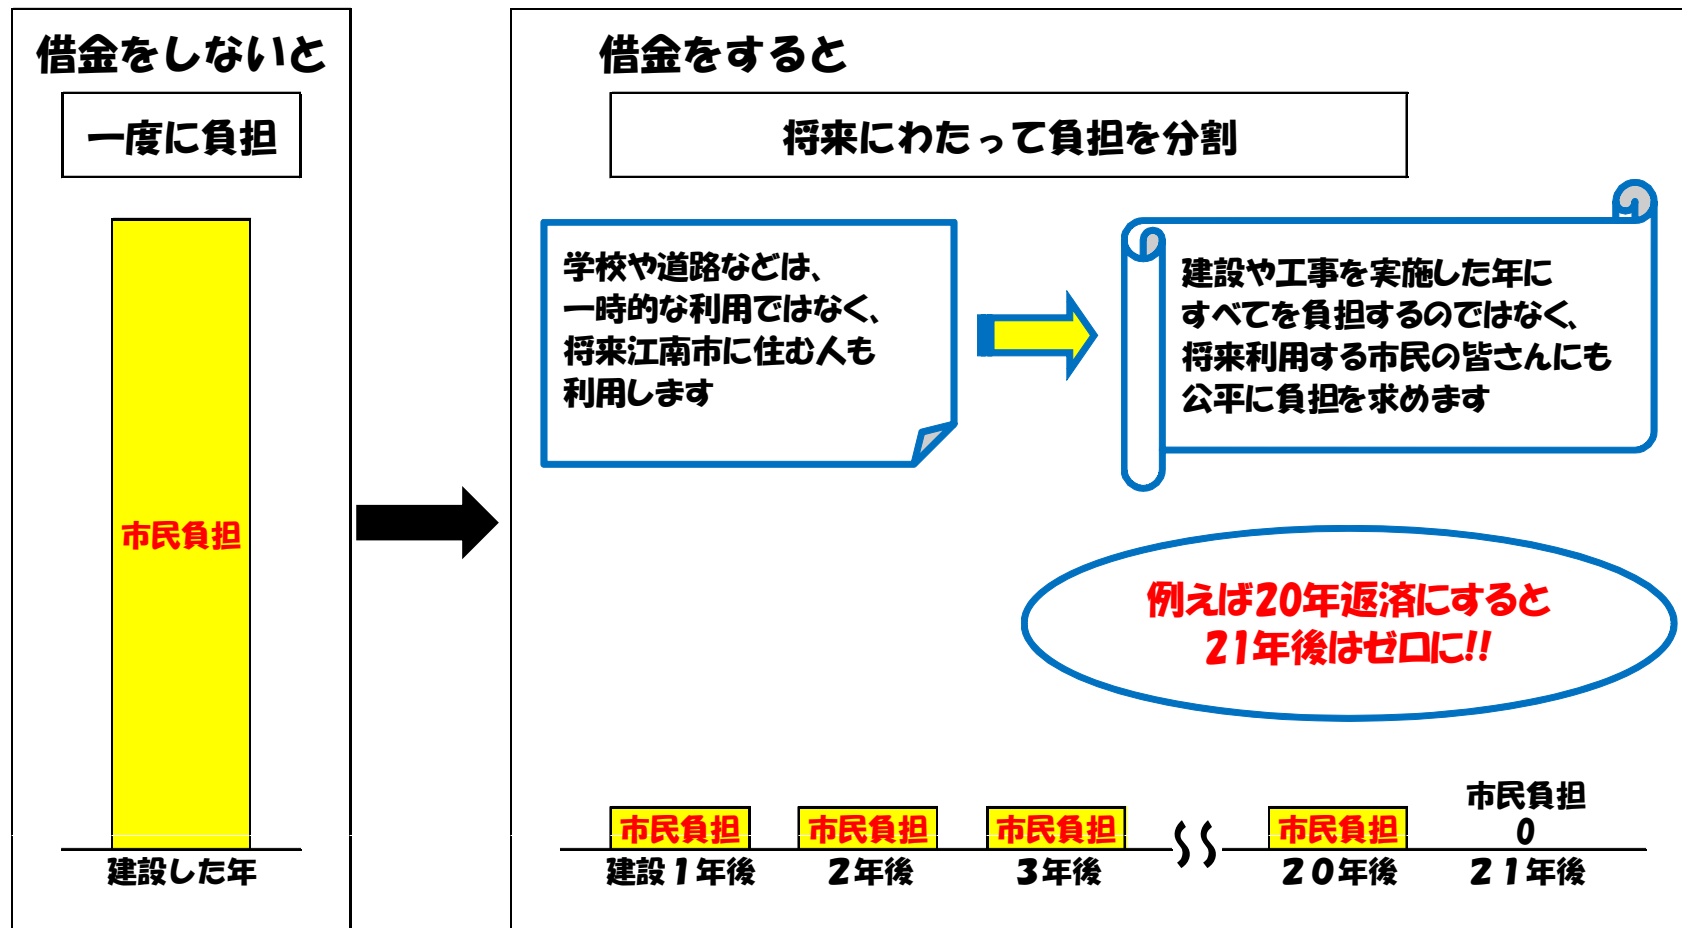 借金をしないと
一度に負担
市民負担
建設した年
借金をすると
将来にわたって負担を分割
学校や道路などは、
一時的な利用ではなく、
将来江南市に住む人も
利用します
建設や工事を実施した年に
すべてを負担するのではなく、
将来利用する市民の皆さんにも
公平に負担を求めます
例えば20年返済にすると
21年後はゼロに!!
市民負担
建設１年後
市民負担
２年後
市民負担
３年後
市民負担
２０年後
市民負担
0
２１年後